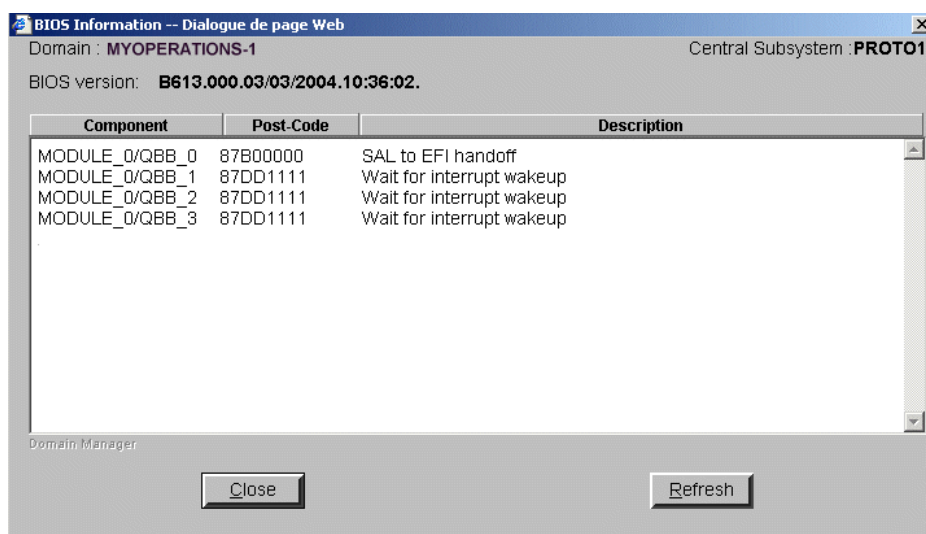 BIOS Information -- Dialogue de page Web
Domain : MYOPERATIONS-1 Central Subsystem :PROTO1
BIOS version: B613.000.03/03/2004.10:36:02.
Component Post-Code Description
MODULE_0/QBB_0 87B00000 SAL to EFI handoff
MODULE_0/QBB_1 87DD1111 Wait for interrupt wakeup
MODULE_0/QBB_2 87DD1111 Wait for interrupt wakeup
MODULE_0/QBB_3 87DD1111 Wait for interrupt wakeup
Domain Manager
Close Refresh